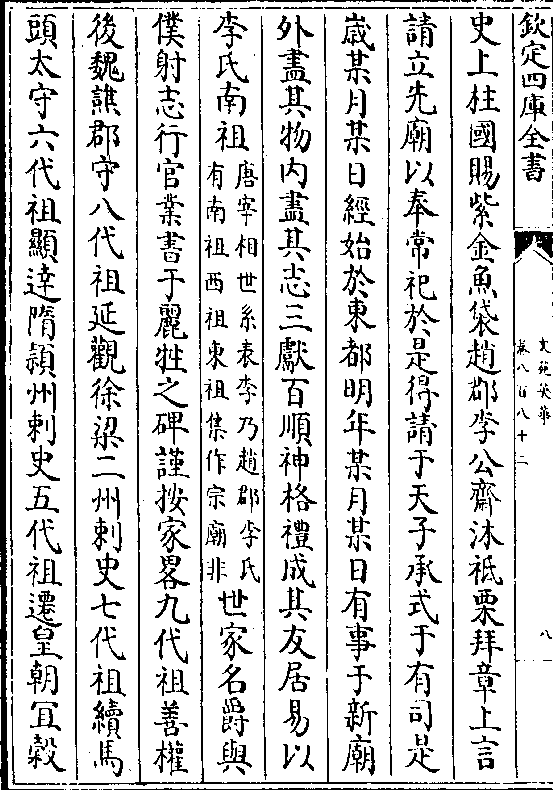 欽定四庫全書
文苑英華
卷八百八十二
八
史上柱國賜紫金魚袋趙郡李公齋沐祗栗拜章上言
請立先廟以奉常祀於是得請于天子承式于有司是
歲某月某日經始於東都明年某月某日有事于新廟
外盡其物内盡其志三獻百順神格禮成其友居易以
李氏南祖唐宰相世系表李乃趙郡李氏有南祖西祖東祖集作宗廟非世家名爵與
僕射志行官業書于麗牲之碑謹按家畧九代祖善權
後魏譙郡守八代祖延觀徐梁二州刺史七代祖續馬
頭太守六代祖顯達隋潁州刺史五代祖遷皇朝冝穀